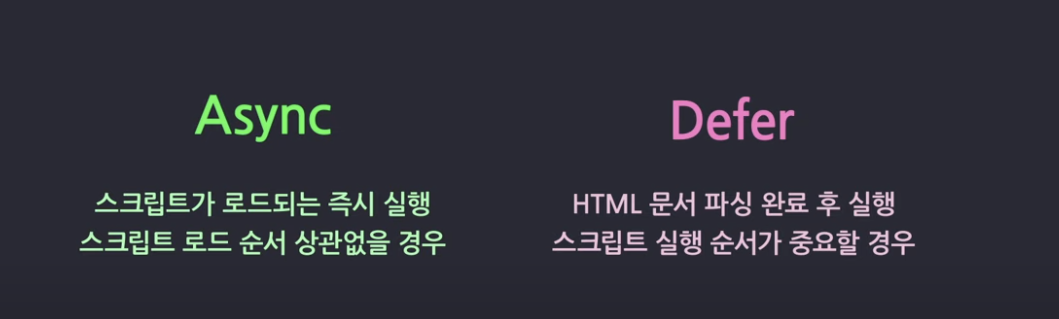 Async
스크립트가 로드되는 즉시 실행
스크립트 로드 순서 상관없을 경우
Defer
HTML 문서 파싱 완료 후 실행
스크립트 실행 순서가 중요할 경우